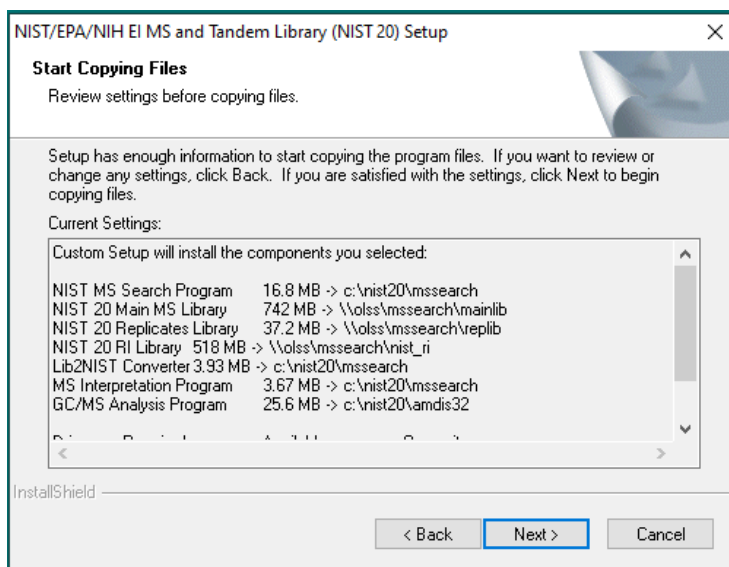 NIST/EPA/NIH EI MS and Tandem Library (NIST 20) Setup
Start Copying Files
Review settings before copying files.
Setup has enough information to start copying the program files. If you want to review or
change any settings, click Back. If you are satisfied with the settings, click Next to begin
copying files.
Current Settings:
Custom Setup will install the components you selected:
NIST MS Search Program 16.8 MB -> c:\nist20\mssearch
NIST 20 Main MS Library 742 MB -> \\olss\mssearch\mainlib
NIST 20 Replicates Library 37.2 MB -> \\olss\mssearch\replib
NIST 20 RI Library 518 MB -> \\olss\mssearch\nist_ri
Lib2NIST Converter 3.93 MB -> c:\nist20\mssearch
MS Interpretation Program 3.67 MB -> c:\nist20\mssearch
GC/MS Analysis Program 25.6 MB -> c:\nist20\amdis32
InstallShield
< Back Next > Cancel